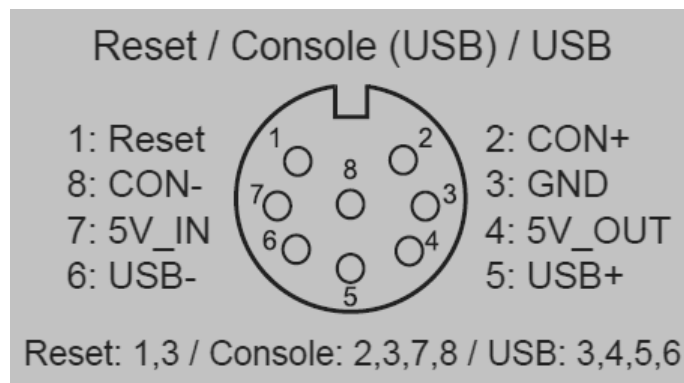 Reset / Console (USB) / USB
1: Reset
8: CON-
7: 5V_IN
6: USB-
1
2
8
7
3
6
4
5
2: CON+
3: GND
4: 5V_OUT
5: USB+
Reset: 1,3 / Console: 2,3,7,8 / USB: 3,4,5,6